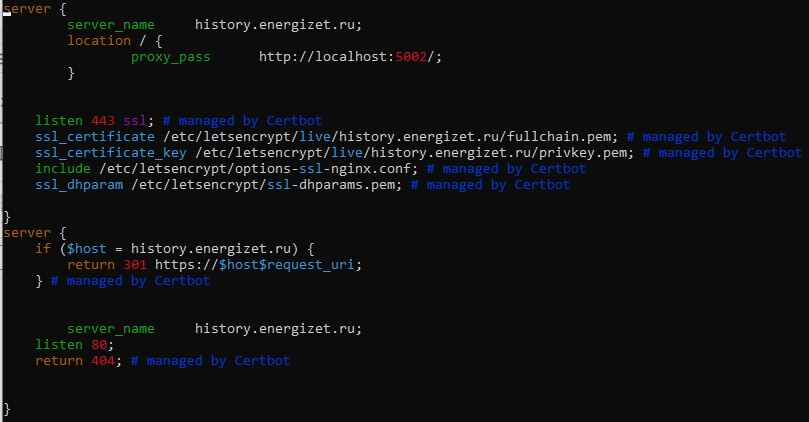 server {
server_name history.energizet.ru;
location / {
proxy_pass http://localhost:5002/;
}
listen 443 ssl; # managed by Certbot
ssl_certificate /etc/letsencrypt/live/history.energizet.ru/fullchain.pem; # managed by Certbot
ssl_certificate_key /etc/letsencrypt/live/history.energizet.ru/privkey.pem; # managed by Certbot
include /etc/letsencrypt/options-ssl-nginx.conf; # managed by Certbot
ssl_dhparam /etc/letsencrypt/ssl-dhparams.pem; # managed by Certbot
}
server {
if ($host = history.energizet.ru) {
return 301 https://$host$request_uri;
} # managed by Certbot
server_name history.energizet.ru;
listen 80;
return 404; # managed by Certbot
}